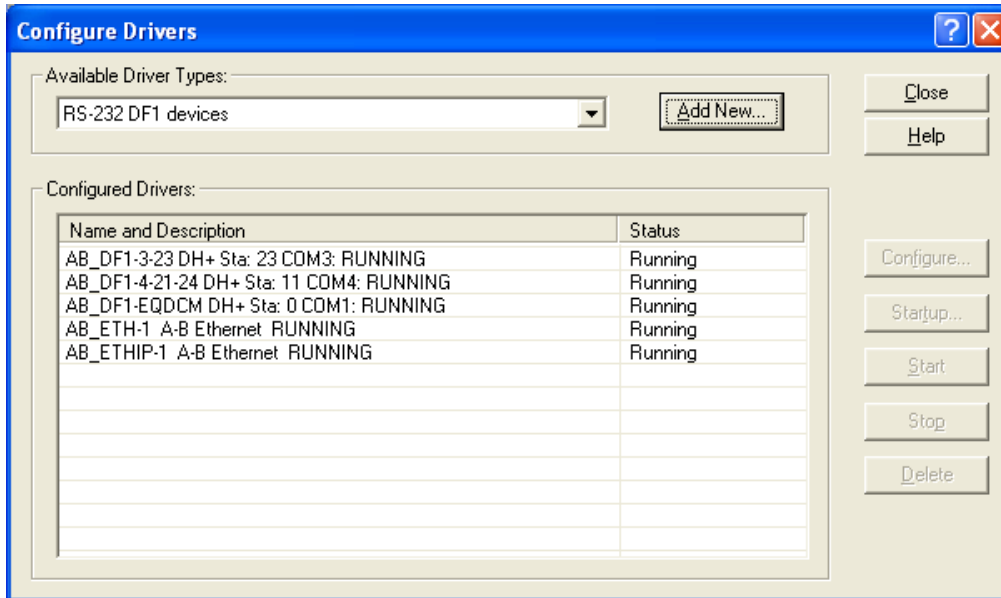 Configure Drivers
Available Driver Types:
RS-232 DF1 devices
Add New...
Close
Help
Configured Drivers:
Name and Description Status
AB_DF1-3-23 DH+ Sta: 23 COM3: RUNNING Running
AB_DF1-4-21-24 DH+ Sta: 11 COM4: RUNNING Running
AB_DF1-EQDCM DH+ Sta: 0 COM1: RUNNING Running
AB_ETH-1 A-B Ethernet RUNNING Running
AB_ETHIP-1 A-B Ethernet RUNNING Running
Configure...
Startup...
Start
Stop
Delete